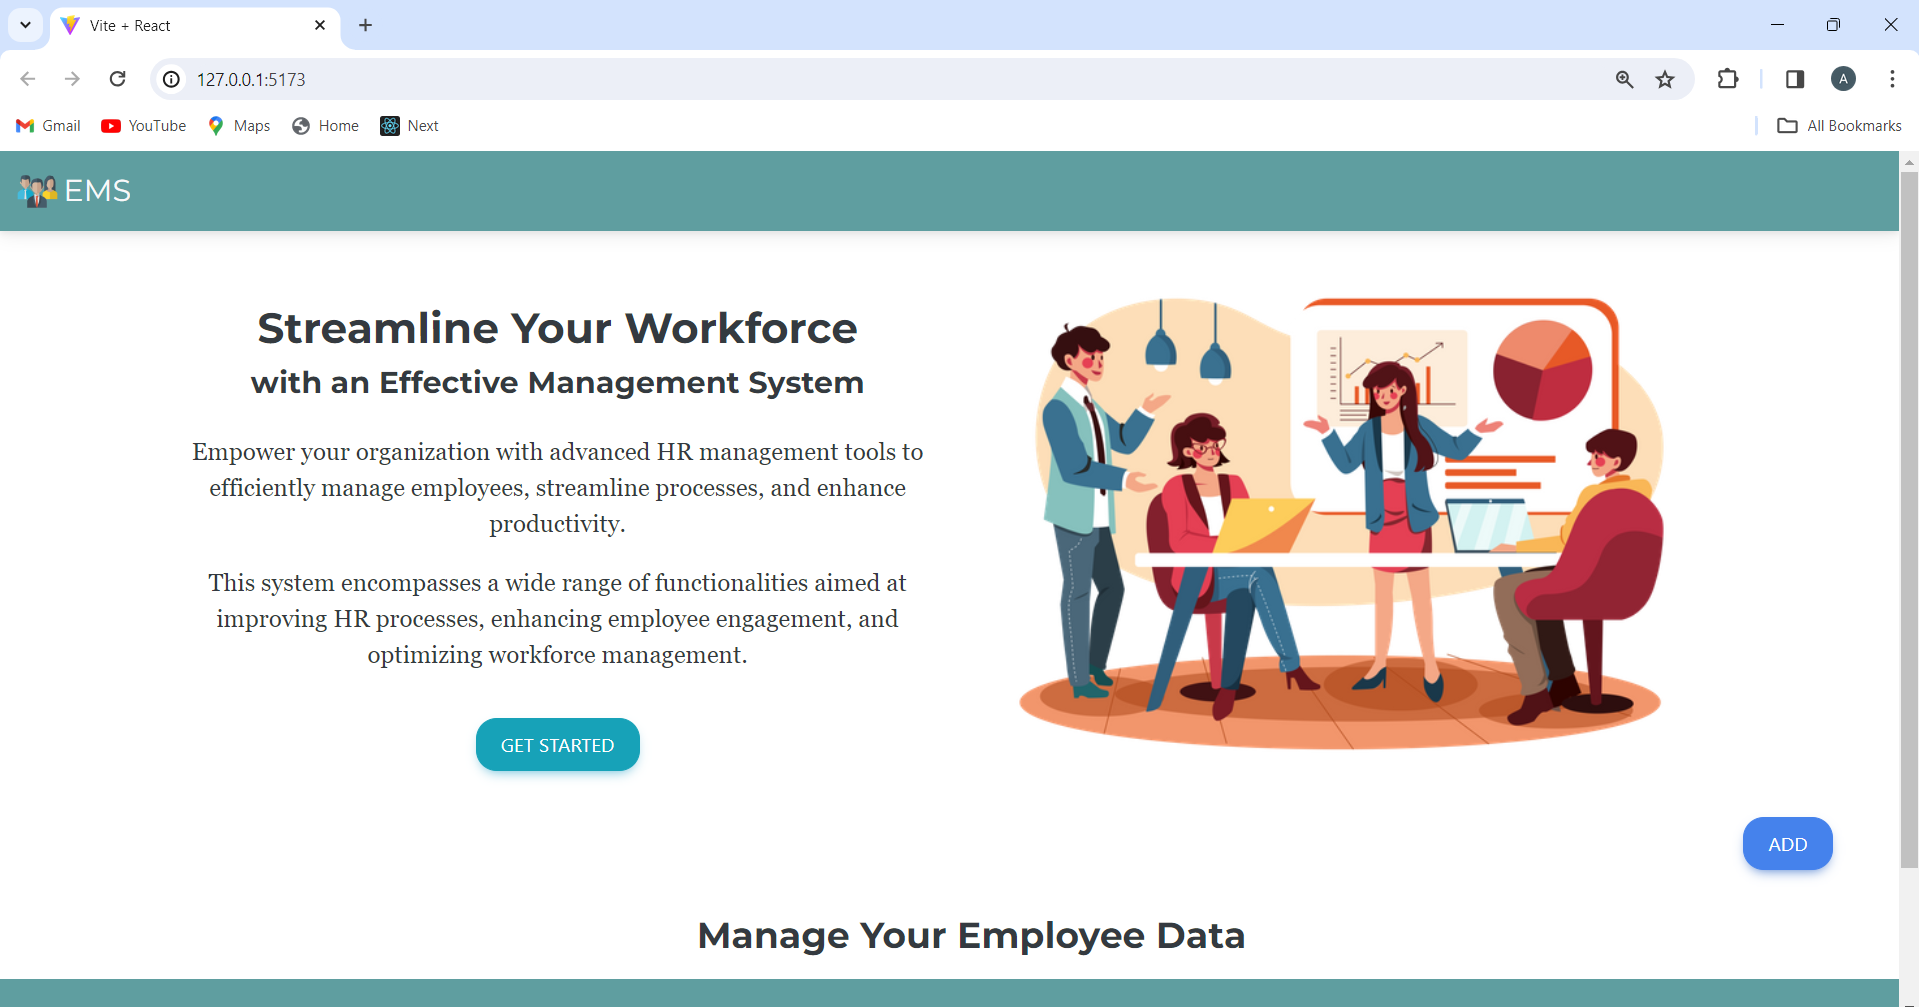 Vite + React
127.0.0.1:5173
A
Gmail YouTube Maps Home Next All Bookmarks
EMS
Streamline Your Workforce
with an Effective Management System
Empower your organization with advanced HR management tools to
efficiently manage employees, streamline processes, and enhance
productivity.
This system encompasses a wide range of functionalities aimed at
improving HR processes, enhancing employee engagement, and
optimizing workforce management.
GET STARTED
ADD
Manage Your Employee Data